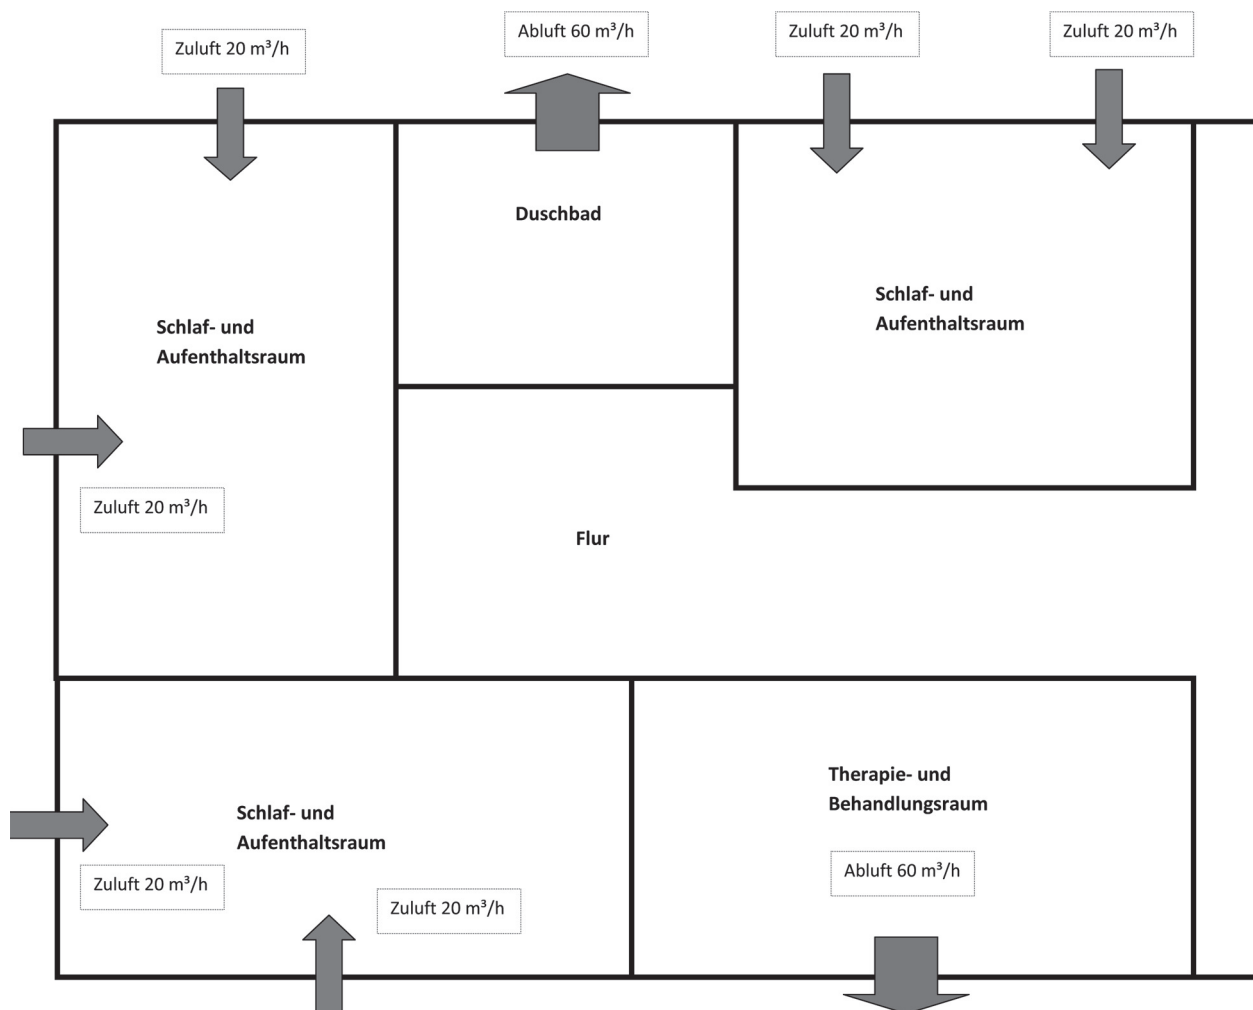 Zuluft 20 m³/h
Abluft 60 m³/h
Zuluft 20 m³/h
Zuluft 20 m³/h
Duschbad
Schlaf- und
Aufenthaltsraum
Schlaf- und
Aufenthaltsraum
Zuluft 20 m³/h
Flur
Therapie- und
Behandlungsraum
Schlaf- und
Aufenthaltsraum
Abluft 60 m³/h
Zuluft 20 m³/h
Zuluft 20 m³/h